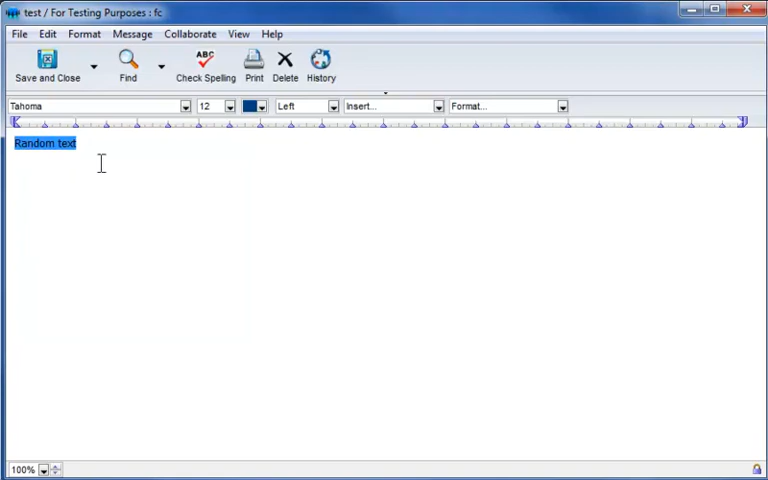 test / For Testing Purposes : fc
File Edit Format Message Collaborate View Help
ABC
Save and Close Find Check Spelling Print Delete History
Tahoma 12 Left Insert... Format...
Random text
100%